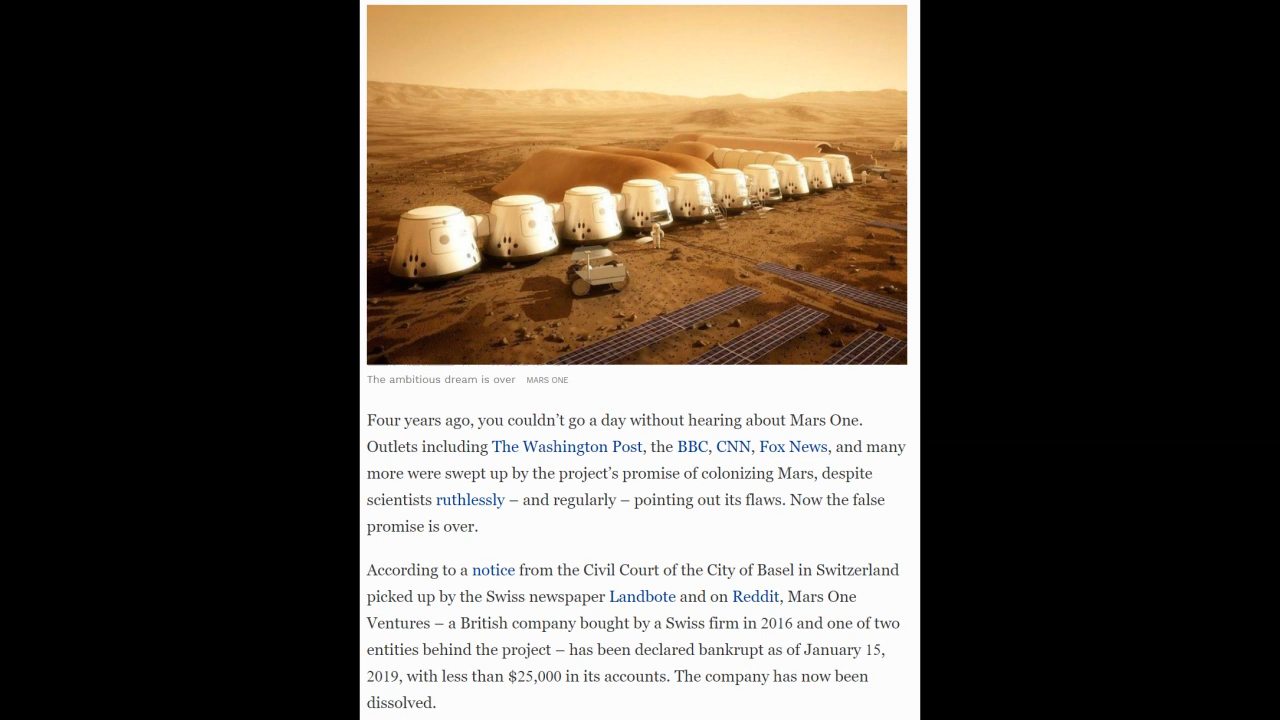 The ambitious dream is over MARS ONE
Four years ago, you couldn’t go a day without hearing about Mars One.
Outlets including The Washington Post, the BBC, CNN, Fox News, and many
more were swept up by the project’s promise of colonizing Mars, despite
scientists ruthlessly – and regularly – pointing out its flaws. Now the false
promise is over.
According to a notice from the Civil Court of the City of Basel in Switzerland
picked up by the Swiss newspaper Landbote and on Reddit, Mars One
Ventures – a British company bought by a Swiss firm in 2016 and one of two
entities behind the project – has been declared bankrupt as of January 15,
2019, with less than $25,000 in its accounts. The company has now been
dissolved.